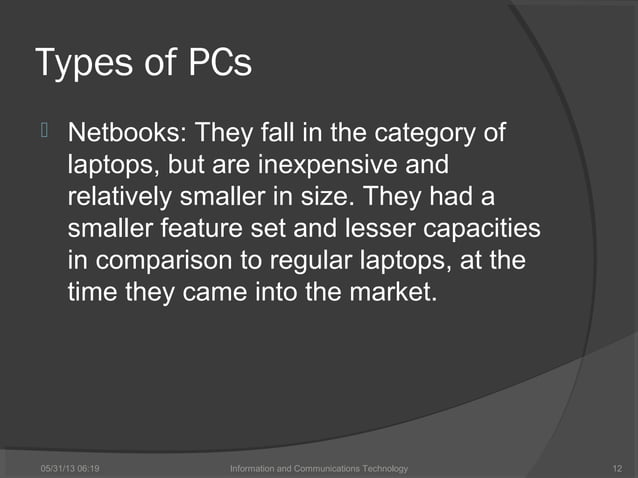 Types of PCs
Netbooks: They fall in the category of
laptops, but are inexpensive and
relatively smaller in size. They had a
smaller feature set and lesser capacities
in comparison to regular laptops, at the
time they came into the market.
05/31/13 06:19 Information and Communications Technology 12